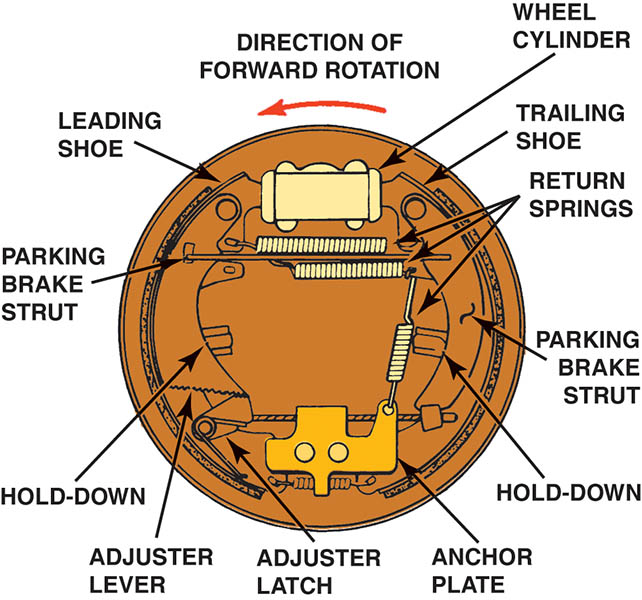 WHEEL
CYLINDER
DIRECTION OF
FORWARD ROTATION
LEADING
SHOE
TRAILING
SHOE
RETURN
SPRINGS
PARKING
BRAKE
STRUT
PARKING
BRAKE
STRUT
HOLD-DOWN
HOLD-DOWN
ADJUSTER
LEVER
ADJUSTER
LATCH
ANCHOR
PLATE